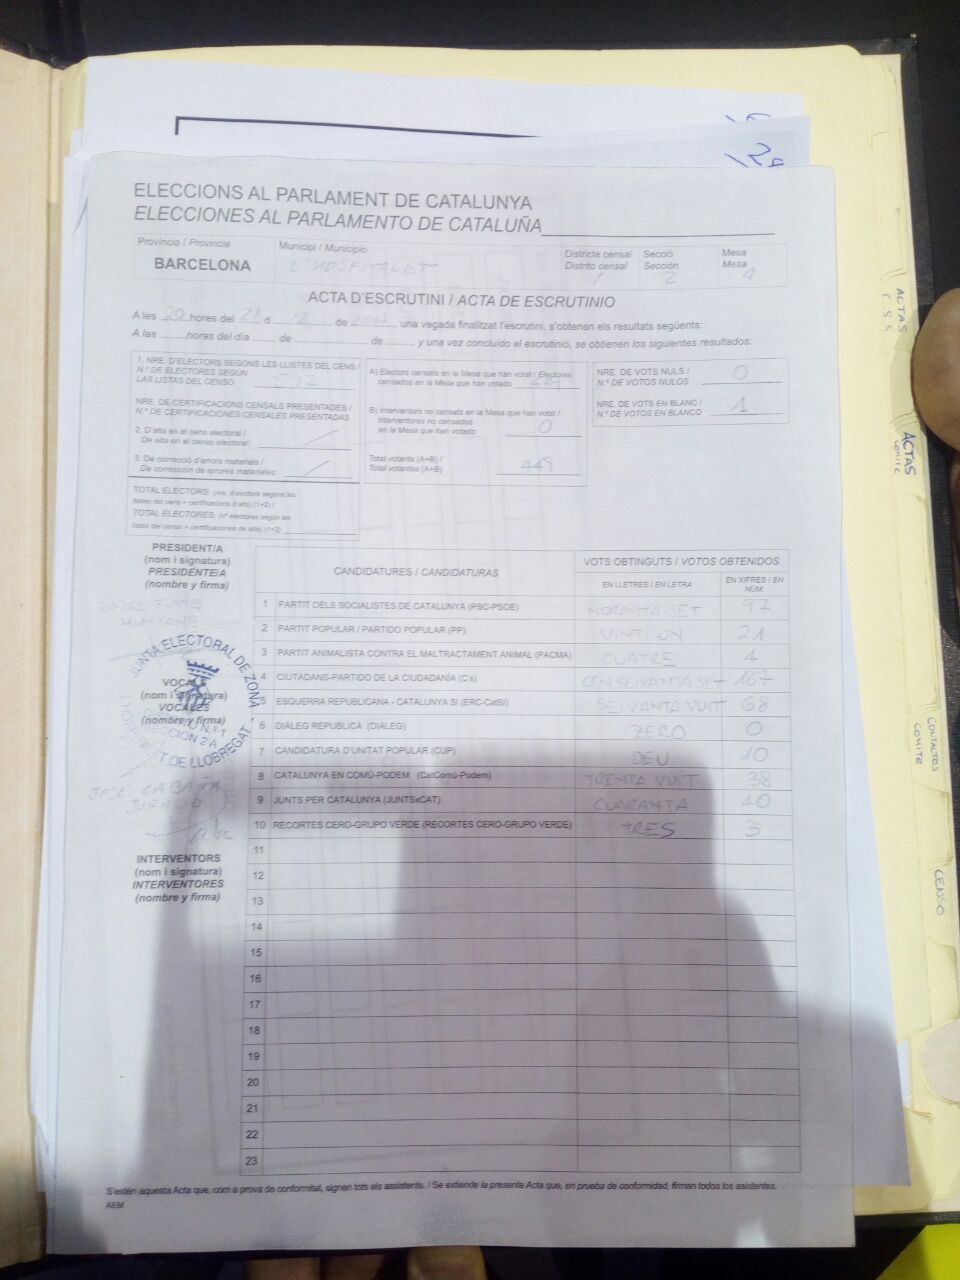 ELECCIONS AL PARLAMENT DE CATALUNYA
ELECCIONES AL PARLAMENTO DE CATALUÑA
Província / Provincia
BARCELONA
Municipi / Municipio
L'HOSPITALET
Districte censal
Distrito censal
1
Secció
Sección
2
Mesa
Mesa
4
ACTA D'ESCRUTINI / ACTA DE ESCRUTINIO
A les 20 hores del 21 d 12 de 2017, una vegada finalitzat l'escrutini, s'obtenen els resultats següents:
A las horas del día de de , y una vez concluido el escrutinio, se obtienen los siguientes resultados:
1. NRE. D'ELECTORS SEGONS LES LLISTES DEL CENS /
N.º DE ELECTORES SEGÚN
LAS LISTAS DEL CENSO 542
NRE. DE CERTIFICACIONS CENSALS PRESENTADES /
N.º DE CERTIFICACIONES CENSALES PRESENTADAS
2. D'alta en el cens electoral /
De alta en el censo electoral:
3. De correcció d'errors materials /
De corrección de errores materiales:
TOTAL ELECTORS: (nre. d'electors segons les
llistes del cens + certificacions d'alta) (1+2) /
TOTAL ELECTORES: (nº electores según las
listas del censo + certificaciones de alta) (1+2)
A) Electors censats en la Mesa que han votat / Electores
censados en la Mesa que han votado 449
B) Interventors no censats en la Mesa que han votat /
Interventores no censados
en la Mesa que han votado 0
Total votants (A+B) /
Total votantes (A+B) 449
NRE. DE VOTS NULS /
N.º DE VOTOS NULOS 0
NRE. DE VOTS EN BLANC /
N.º DE VOTOS EN BLANCO 1
PRESIDENT/A
(nom i signatura)
PRESIDENTE/A
(nombre y firma)
JUNTA ELECTORAL DE ZONA
VOCALS
(nom i signatura)
VOCALES
(nombre y firma)
SECCION 2 A
L'HOSPITALET DE LLOBREGAT
JOSE CABAÑA
JURADO
INTERVENTORS
(nom i signatura)
INTERVENTORES
(nombre y firma)
CANDIDATURES / CANDIDATURAS
VOTS OBTINGUTS / VOTOS OBTENIDOS
EN LLETRES / EN LETRA
EN XIFRES / EN NÚM.
1 PARTIT DELS SOCIALISTES DE CATALUNYA (PSC-PSOE) NORANTA SET 97
2 PARTIT POPULAR / PARTIDO POPULAR (PP) VINTI UN 21
3 PARTIT ANIMALISTA CONTRA EL MALTRACTAMENT ANIMAL (PACMA) CUATRE 4
4 CIUTADANS-PARTIDO DE LA CIUDADANÍA (C's) CENSEIXANTA SET 167
5 ESQUERRA REPUBLICANA - CATALUNYA SI (ERC-CatSí) SEIXANTA VUIT 68
6 DIÀLEG REPUBLICÀ (DIÀLEG) ZERO 0
7 CANDIDATURA D'UNITAT POPULAR (CUP) DEU 10
8 CATALUNYA EN COMÚ-PODEM (CatComú-Podem) TRENTA VUIT 38
9 JUNTS PER CATALUNYA (JUNTSxCAT) CUARANTA 40
10 RECORTES CERO-GRUPO VERDE (RECORTES CERO-GRUPO VERDE) TRES 3
11
12
13
14
15
16
17
18
19
20
21
22
23
S'estén aquesta Acta que, com a prova de conformitat, signen tots els assistents. / Se extiende la presente Acta que, en prueba de conformidad, firman todos los asistentes.
AEM
ACTAS
C.S.S
ACTAS
COMITE
CONTACTES
COMITE
CENSO